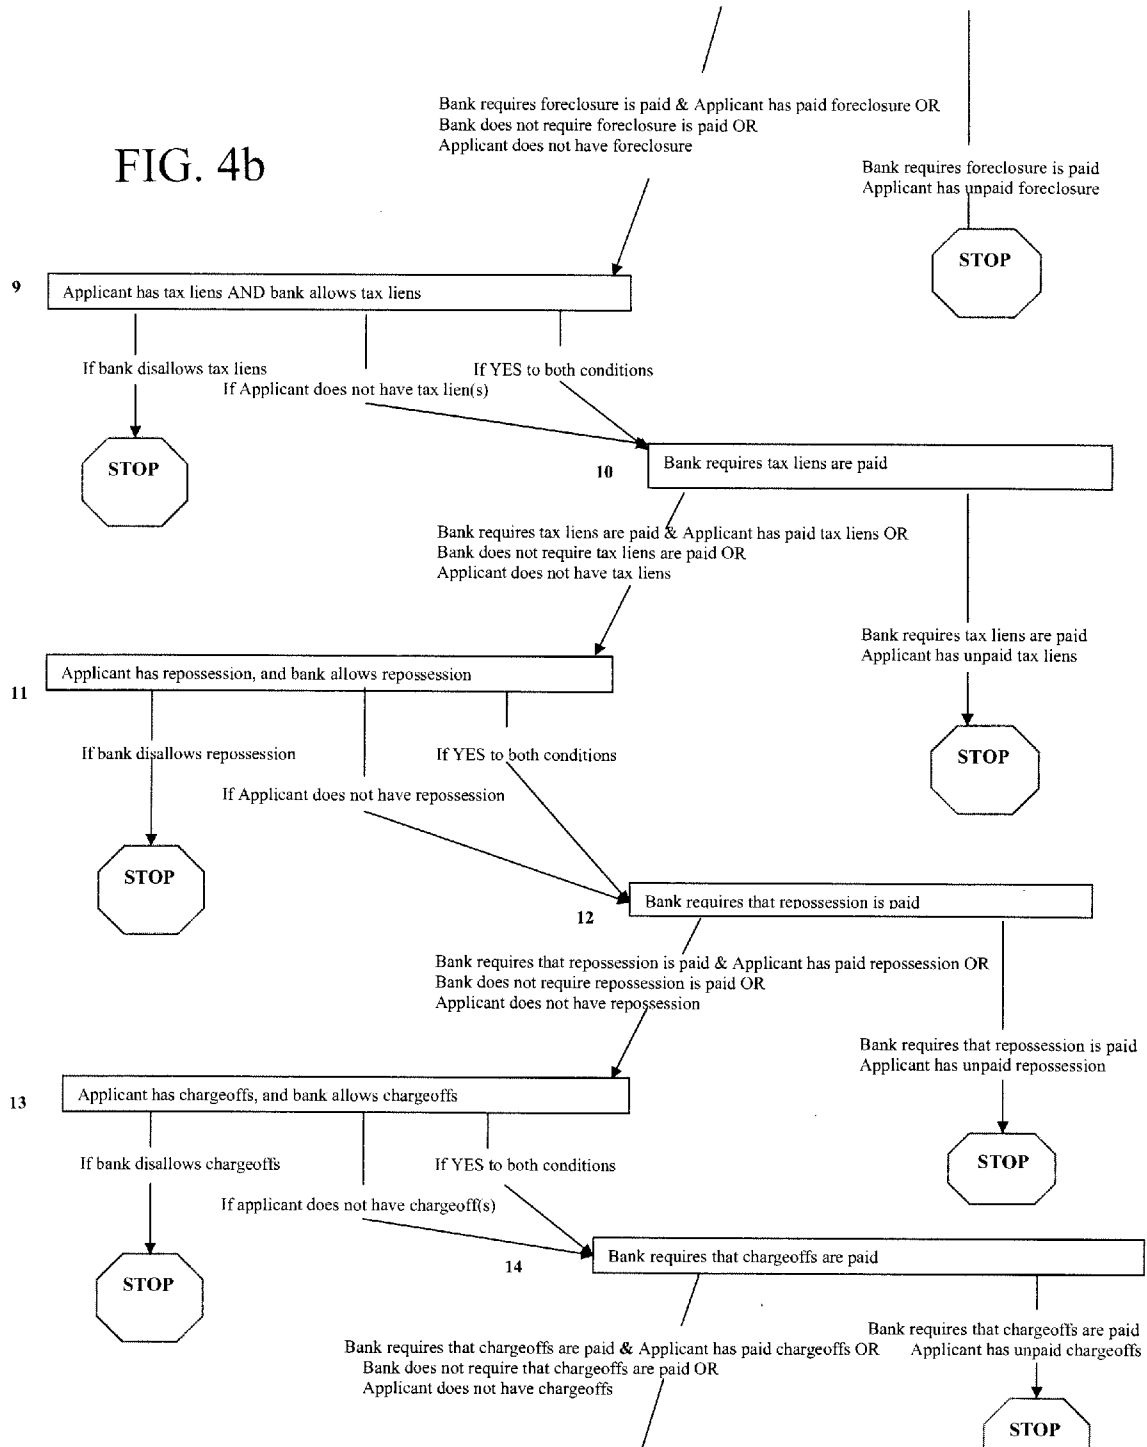 Bank requires foreclosure is paid & Applicant has paid foreclosure OR
Bank does not require foreclosure is paid OR
Applicant does not have foreclosure
FIG. 4b
Bank requires foreclosure is paid
Applicant has unpaid foreclosure
STOP
9
Applicant has tax liens AND bank allows tax liens
If bank disallows tax liens
If YES to both conditions
If Applicant does not have tax lien(s)
STOP
10
Bank requires tax liens are paid
Bank requires tax liens are paid & Applicant has paid tax liens OR
Bank does not require tax liens are paid OR
Applicant does not have tax liens
Bank requires tax liens are paid
Applicant has unpaid tax liens
STOP
11
Applicant has repossession, and bank allows repossession
If bank disallows repossession
If YES to both conditions
If Applicant does not have repossession
STOP
12
Bank requires that repossession is paid
Bank requires that repossession is paid & Applicant has paid repossession OR
Bank does not require repossession is paid OR
Applicant does not have repossession
Bank requires that repossession is paid
Applicant has unpaid repossession
STOP
13
Applicant has chargeoffs, and bank allows chargeoffs
If bank disallows chargeoffs
If YES to both conditions
If applicant does not have chargeoff(s)
STOP
14
Bank requires that chargeoffs are paid
Bank requires that chargeoffs are paid & Applicant has paid chargeoffs OR
Bank does not require that chargeoffs are paid OR
Applicant does not have chargeoffs
Bank requires that chargeoffs are paid
Applicant has unpaid chargeoffs
STOP